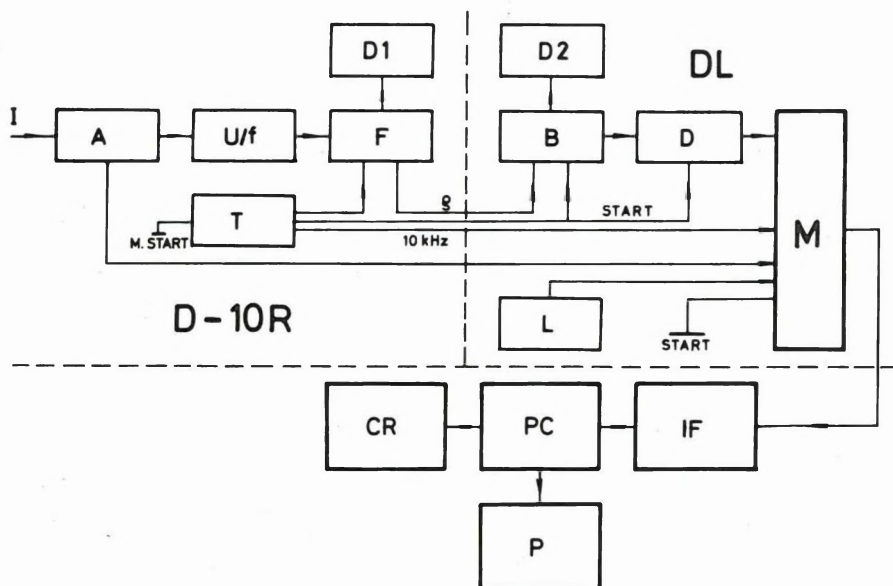 D1
D2
DL
I
A
U/f
F
B
D
M
T
ϱ
START
M. START
10 kHz
D-10R
L
START
CR
PC
IF
P